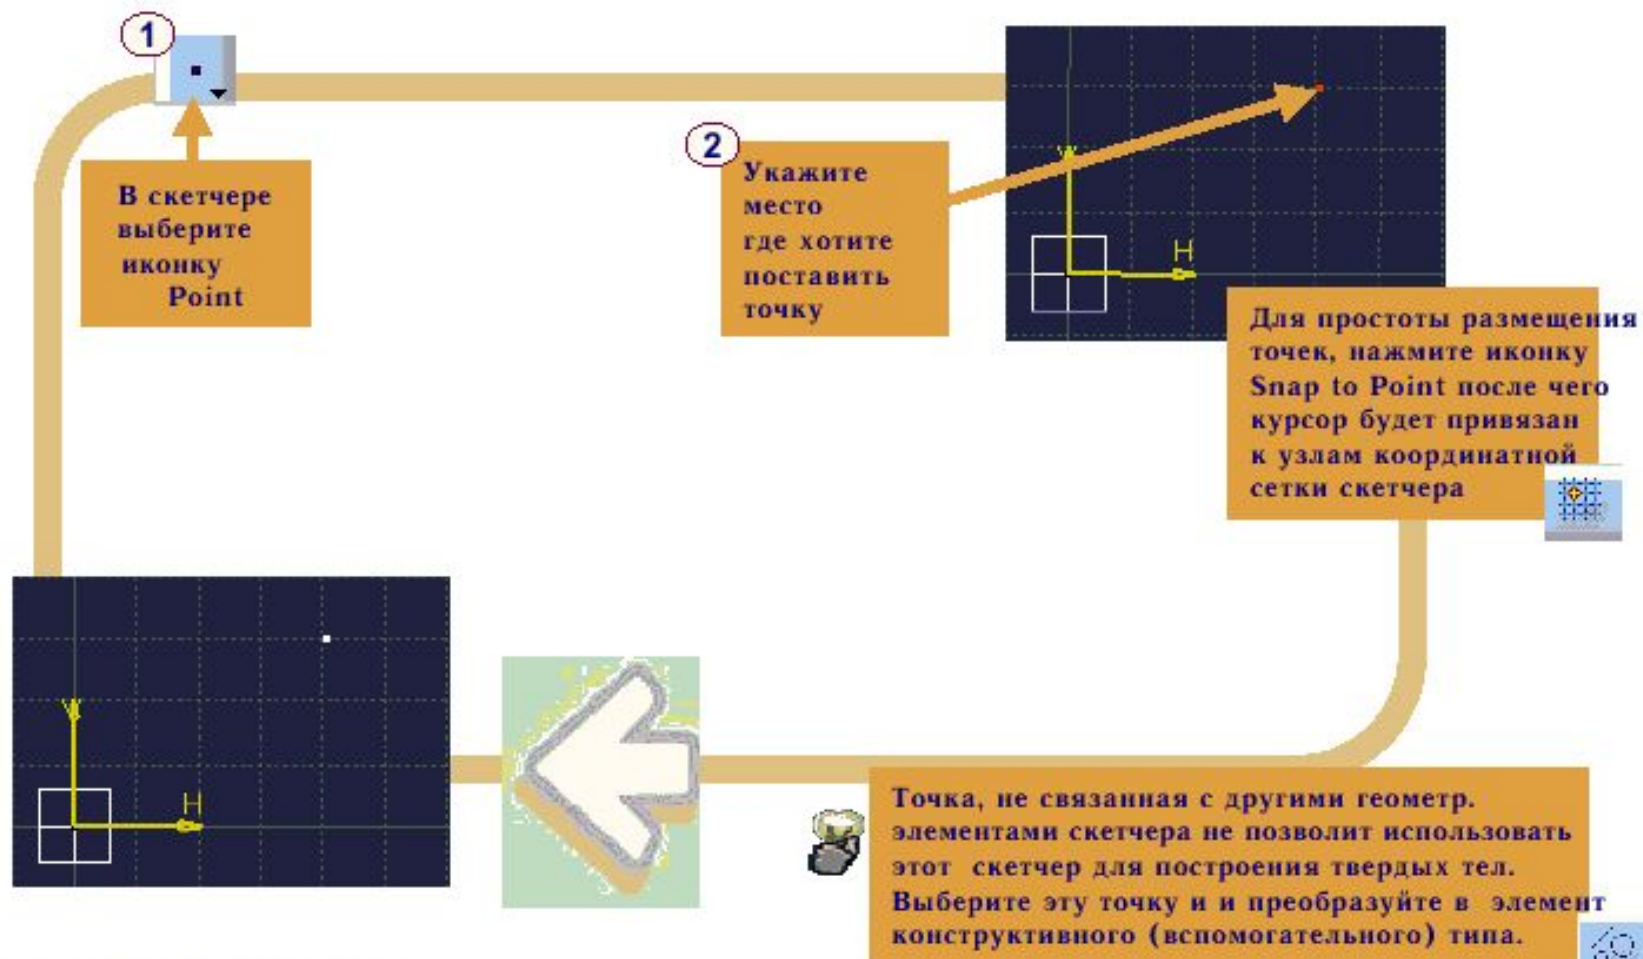 1
В скетчере
выберите
иконку
Point
2
Укажите
место
где хотите
поставить
точку
V
H
Для простоты размещения
точек, нажмите иконку
Snap to Point после чего
курсор будет привязан
к узлам координатной
сетки скетчера
V
H
Точка, не связанная с другими геометр.
элементами скетчера не позволит использовать
этот скетчер для построения твердых тел.
Выберите эту точку и и преобразуйте в элемент
конструктивного (вспомогательного) типа.